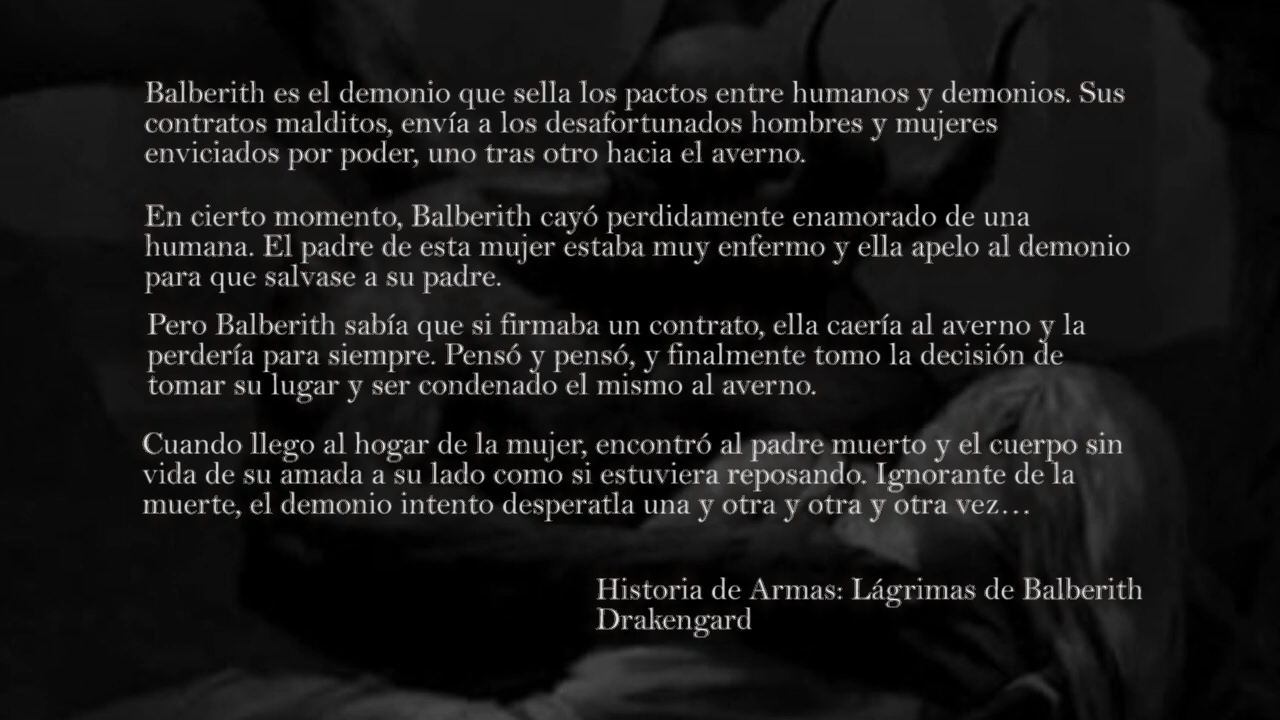 Balberith es el demonio que sella los pactos entre humanos y demonios. Sus
contratos malditos, envía a los desafortunados hombres y mujeres
enviciados por poder, uno tras otro hacia el averno.
En cierto momento, Balberith cayó perdidamente enamorado de una
humana. El padre de esta mujer estaba muy enfermo y ella apelo al demonio
para que salvase a su padre.
Pero Balberith sabía que si firmaba un contrato, ella caería al averno y la
perdería para siempre. Pensó y pensó, y finalmente tomo la decisión de
tomar su lugar y ser condenado el mismo al averno.
Cuando llego al hogar de la mujer, encontró al padre muerto y el cuerpo sin
vida de su amada a su lado como si estuviera reposando. Ignorante de la
muerte, el demonio intento desperatla una y otra y otra y otra vez…
Historia de Armas: Lágrimas de Balberith
Drakengard